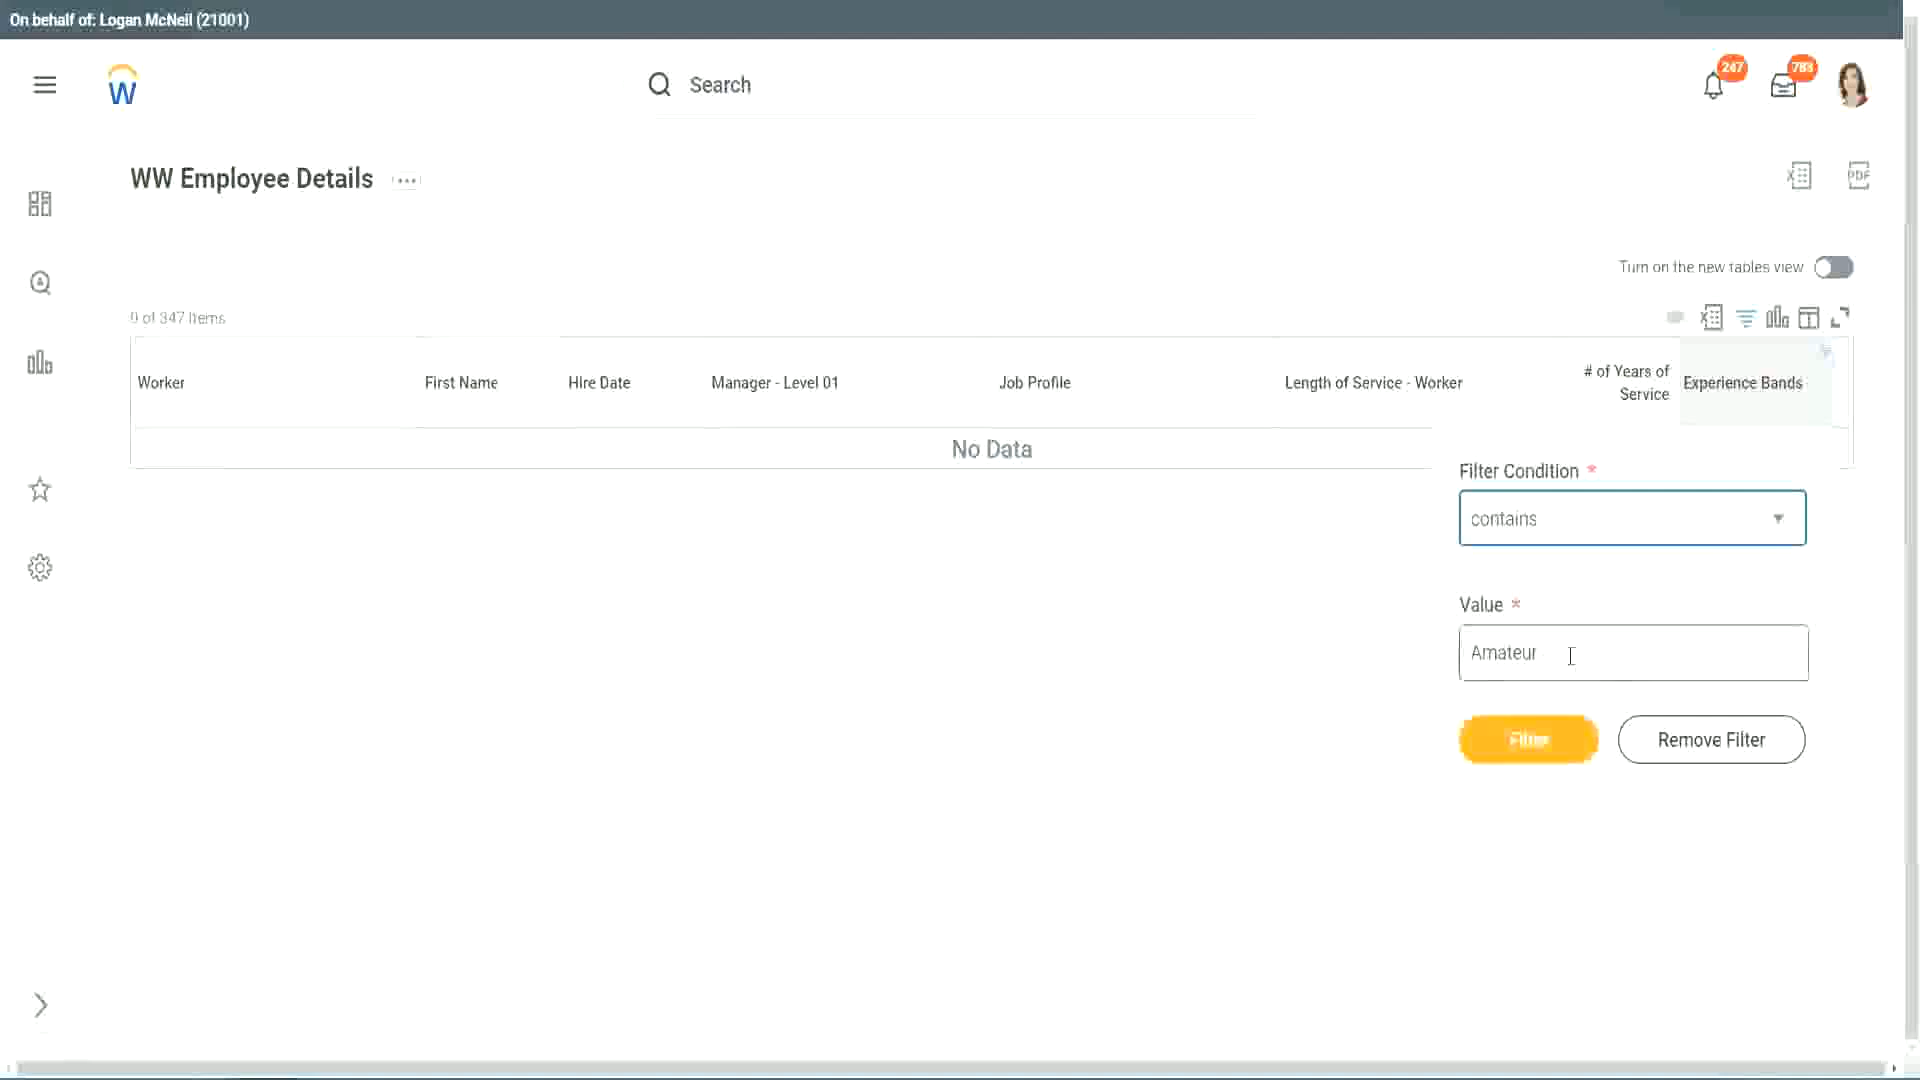 On behalf of: Logan McNeil (21001)
W
Search
247
783
WW Employee Details
X
PDF
Turn on the new tables view
0 of 347 items
X
Worker
First Name
Hire Date
Manager - Level 01
Job Profile
Length of Service - Worker
# of Years of
Service
Experience Bands
No Data
Filter Condition *
contains
Value *
Amateur
Filter
Remove Filter